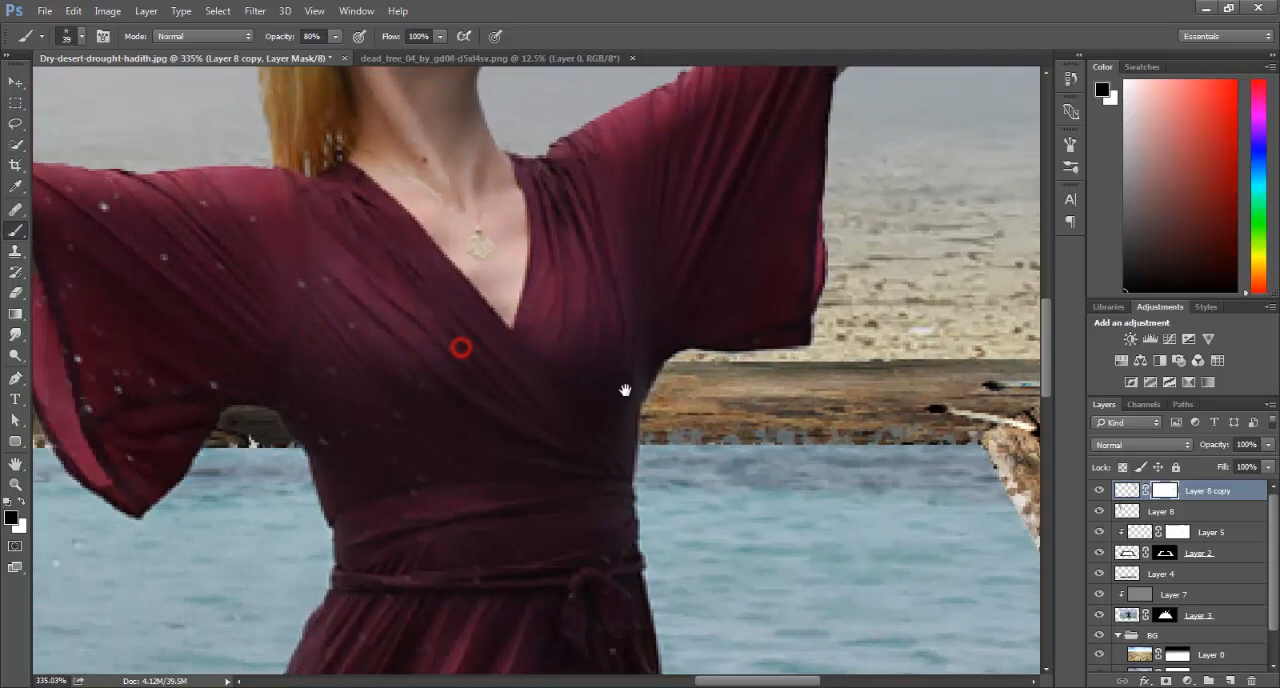 Ps File Edit Image Layer Type Select Filter 3D View Window Help
39 Mode: Normal Opacity: 80% Flow: 100% Essentials
Dry-desert-drought-hadith.jpg @ 335% (Layer 8 copy, Layer Mask/8) * × dead_tree_04_by_gd08-d5xl4sv.png @ 12.5% (Layer 0, RGB/8*) ×
Color Swatches
Libraries Adjustments Styles
Add an adjustment
Layers Channels Paths
Kind
Normal Opacity: 100%
Lock: Fill: 100%
Layer 8 copy
Layer 8
Layer 5
Layer 2
Layer 4
Layer 7
Layer 3
BG
Layer 0
335.03% Doc: 4.12M/39.5M